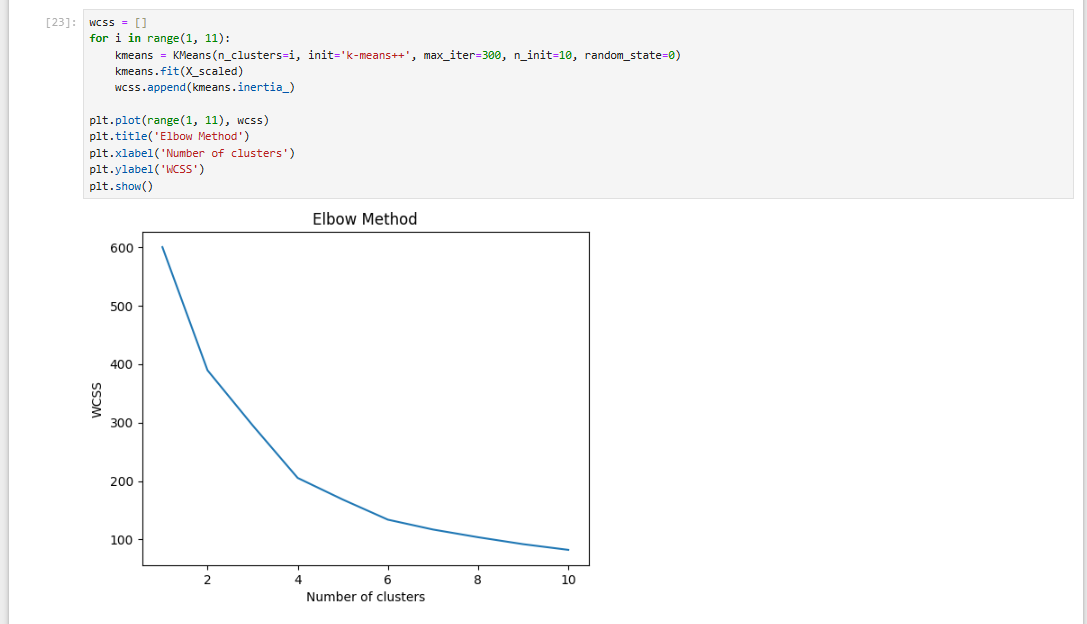 [23]: wcss = []
for i in range(1, 11):
    kmeans = KMeans(n_clusters=i, init='k-means++', max_iter=300, n_init=10, random_state=0)
    kmeans.fit(X_scaled)
    wcss.append(kmeans.inertia_)
plt.plot(range(1, 11), wcss)
plt.title('Elbow Method')
plt.xlabel('Number of clusters')
plt.ylabel('WCSS')
plt.show()
Elbow Method
600
500
400
300
200
100
WCSS
2 4 6 8 10
Number of clusters